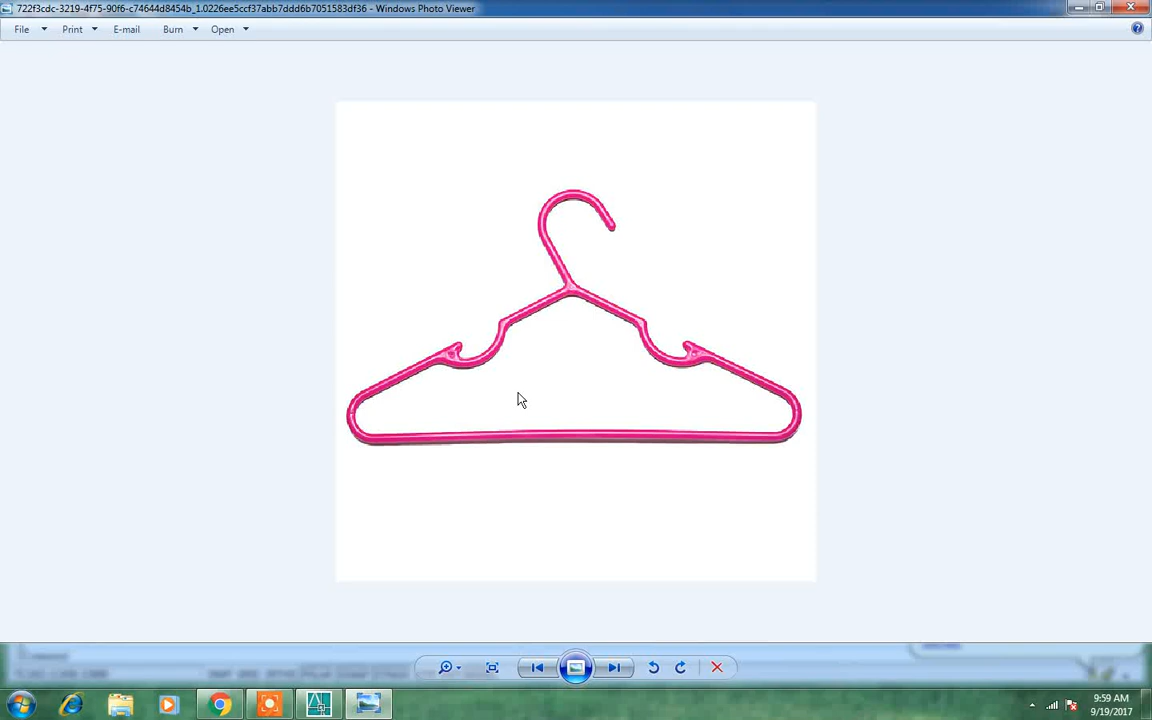 722f3cdc-3219-4f75-90f6-c74644d8454b_1.0226ee5ccf37abb7ddd6b7051583df36 - Windows Photo Viewer
File Print E-mail Burn Open
9:59 AM
9/19/2017